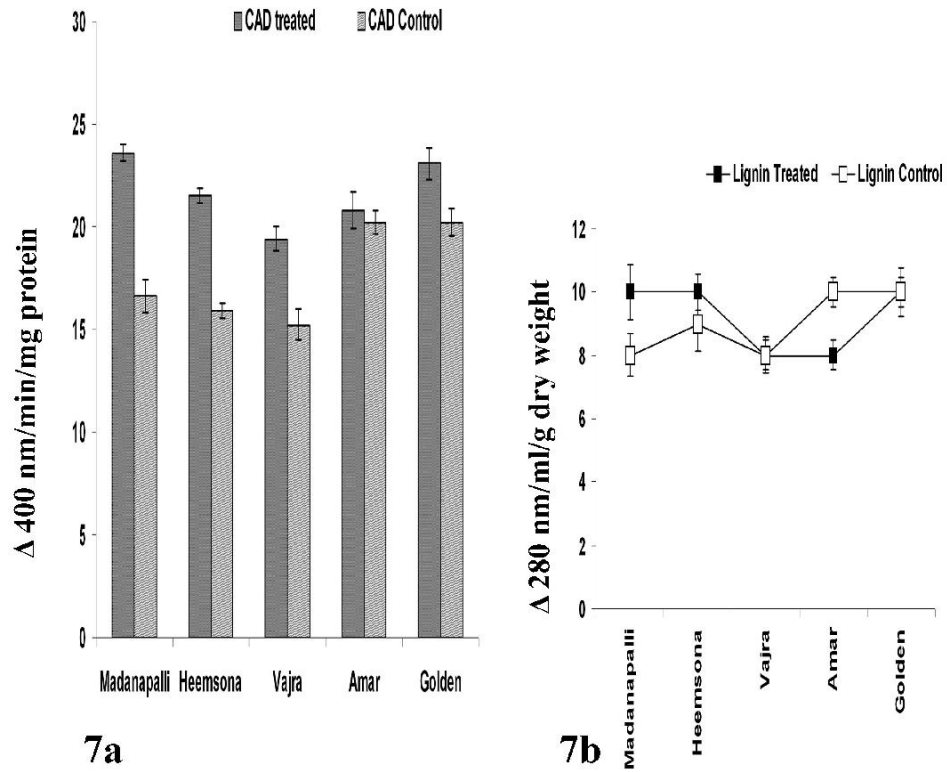 CAD treated CAD Control
30
25
20
15
10
5
0
Δ 400 nm/min/mg protein
Madanapalli Heemsona Vajra Amar Golden
7a
Lignin Treated Lignin Control
12
10
8
6
4
2
0
Δ 280 nm/ml/g dry weight
Madanapalli
Heemsona
Vajra
Amar
Golden
7b